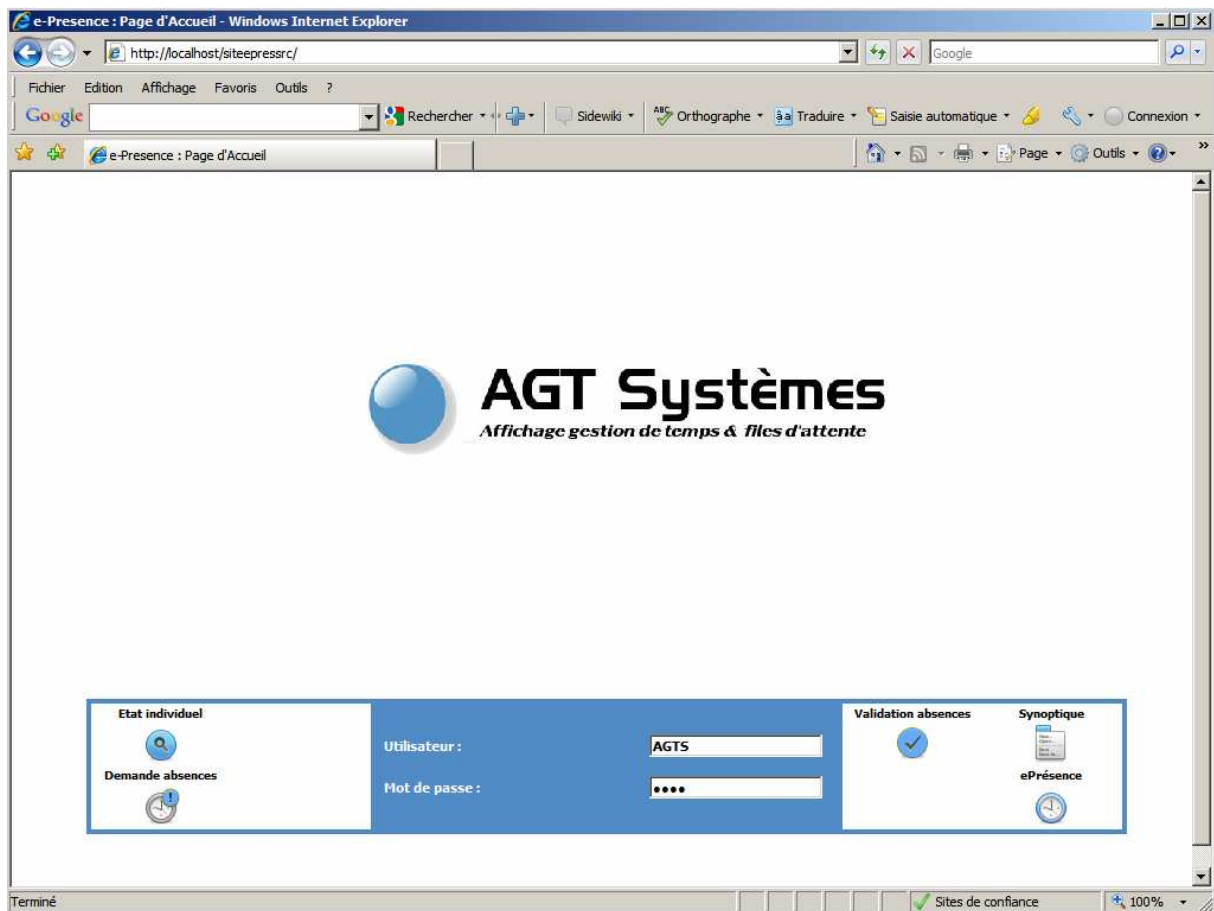 e-Presence : Page d'Accueil - Windows Internet Explorer
http://localhost/siteepressrc/
Google
Fichier Edition Affichage Favoris Outils ?
Google Rechercher Sidewiki ABC Orthographe Traduire Saisie automatique Connexion
e-Presence : Page d'Accueil Page Outils
AGT Systèmes
Affichage gestion de temps & files d'attente
Etat individuel
Demande absences
Utilisateur : AGTS
Mot de passe : ••••
Validation absences Synoptique
ePrésence
Terminé Sites de confiance 100%